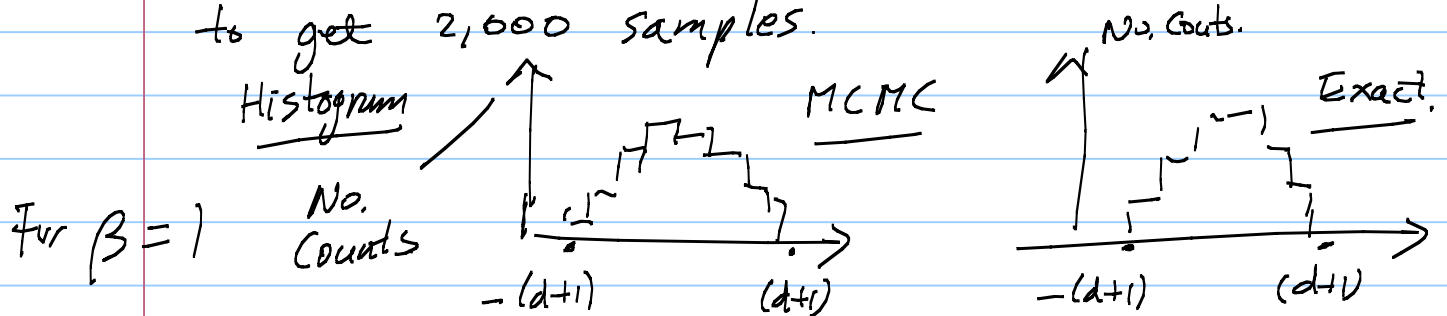 to get 2,000 samples.
No. Couts.
Histogram
MCMC
Exact.
For β = 1
No.
Counts
-(d+1)
(d+1)
-(d+1)
(d+1)